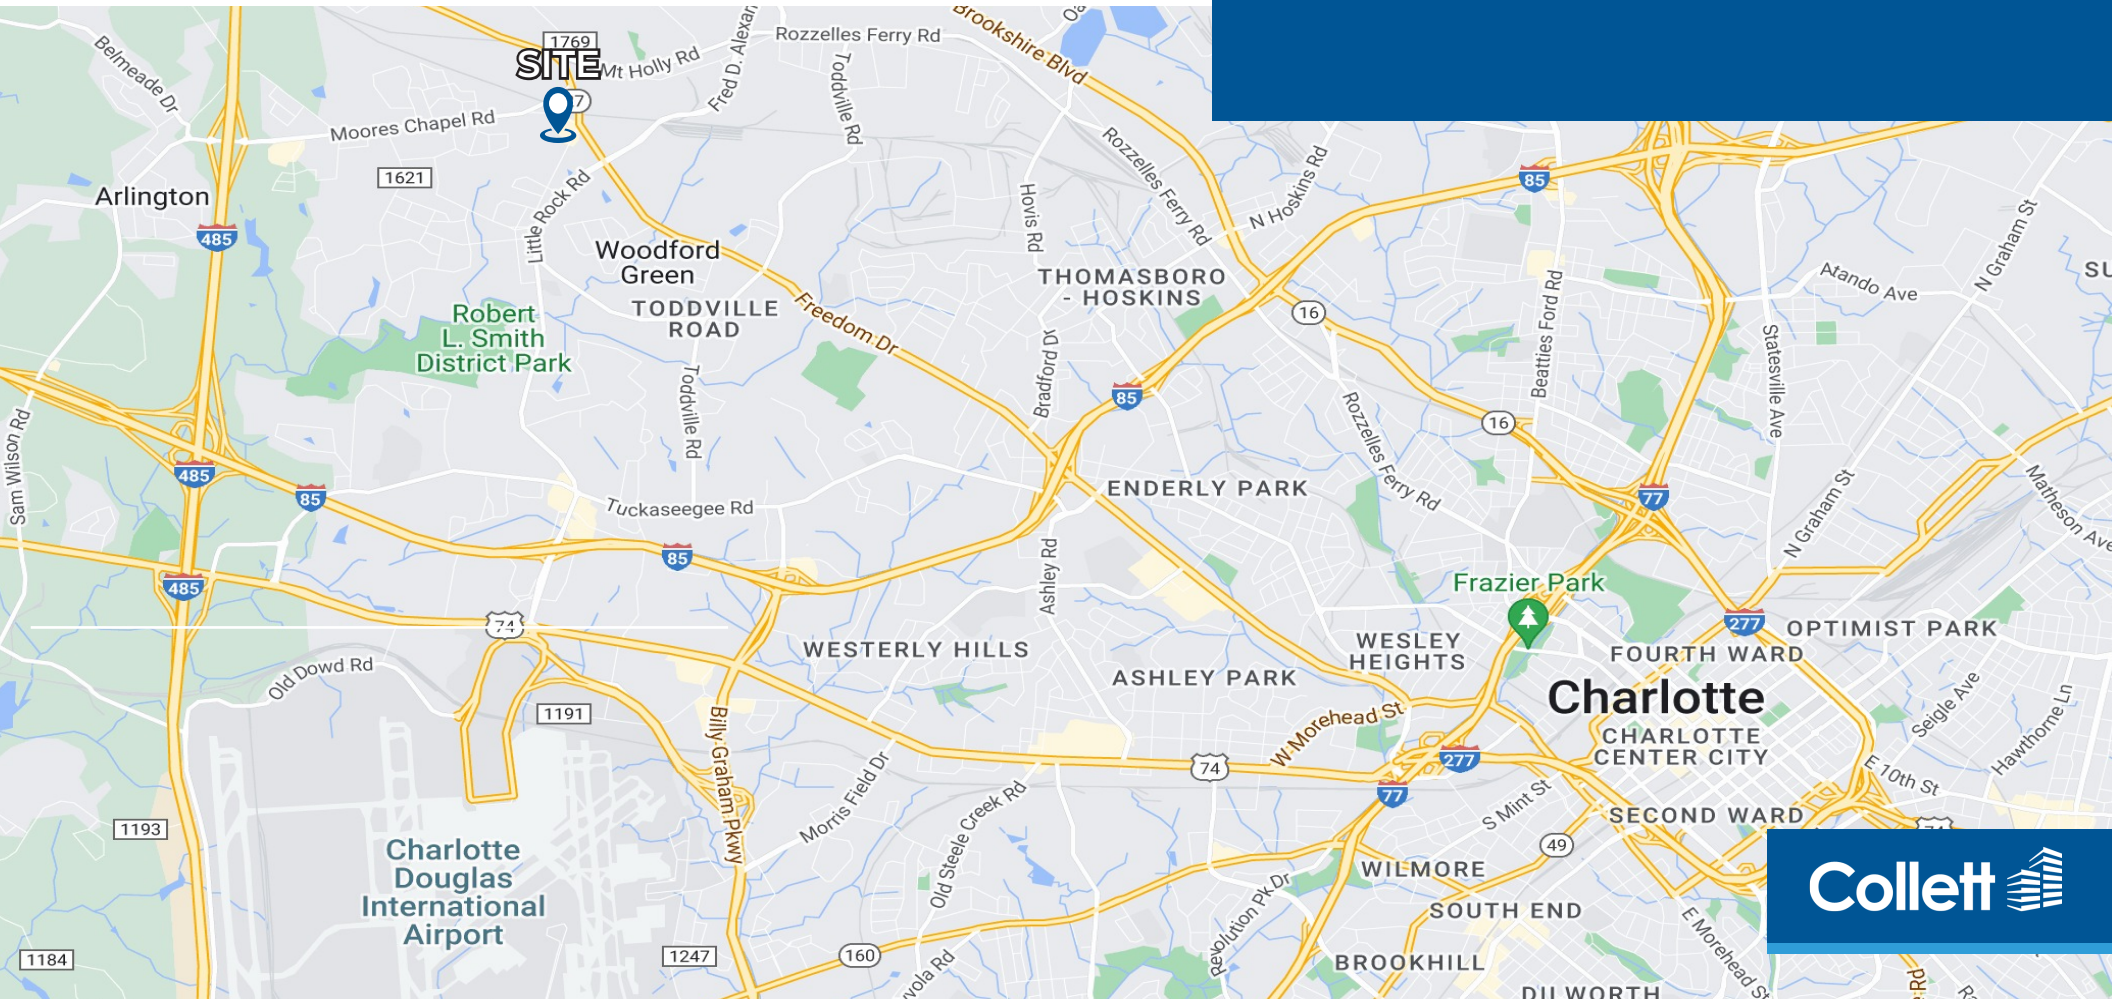 Belmeade Dr
1769
SITE
Mt Holly Rd
7
Moores Chapel Rd
Rozzelles Ferry Rd
Toddville Rd
Brookshire Blvd
Rozzelles Ferry Rd
N Hoskins Rd
Hovis Rd
85
1621
Arlington
485
Little Rock Rd
Woodford
Green
TODDVILLE
ROAD
Freedom Dr
THOMASBORO
- HOSKINS
16
Beatties Ford Rd
Atando Ave
N Graham St
Statesville Ave
Robert
L. Smith
District Park
Toddville Rd
Bradford Dr
85
Rozzelles Ferry Rd
16
77
Sam Wilson Rd
485
85
Tuckaseegee Rd
ENDERLY PARK
N Graham St
Matheson Ave
85
485
Ashley Rd
Frazier Park
74
277
OPTIMIST PARK
WESTERLY HILLS
WESLEY
HEIGHTS
FOURTH WARD
Old Dowd Rd
ASHLEY PARK
Charlotte
CHARLOTTE
CENTER CITY
1191
Billy Graham Pkwy
W Morehead St
Seigle Ave
Hawthorne Ln
74
277
77
E 10th St
Morris Field Dr
Old Steele Creek Rd
S Mint St
SECOND WARD
74
1193
Charlotte
Douglas
International
Airport
49
WILMORE
Revolution Pk Dr
SOUTH END
E Morehead St
Collett
1184
1247
160
BROOKHILL
DILWORTH